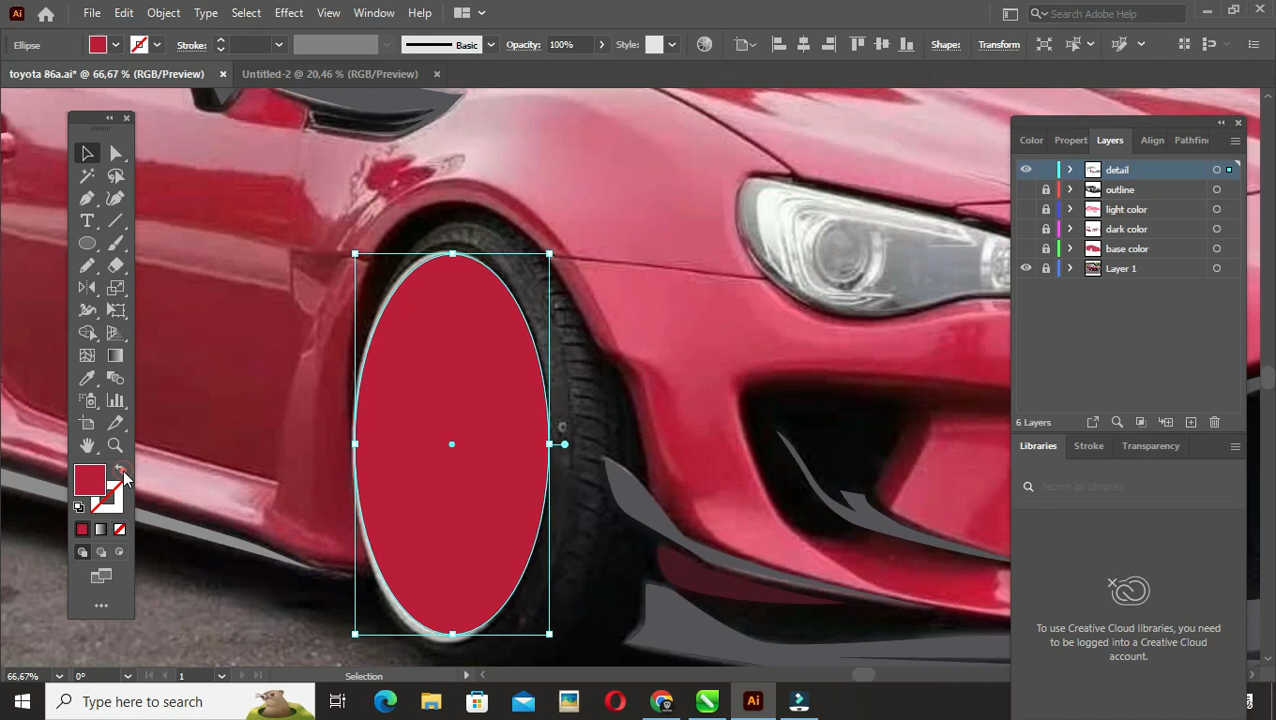 Ai File Edit Object Type Select Effect View Window Help Search Adobe Help
Ellipse Stroke: Basic Opacity: 100% Style: Shape: Transform
toyota 86a.ai* @ 66,67 % (RGB/Preview) × Untitled-2 @ 20,46 % (RGB/Preview) ×
Color Propert Layers Align Pathfin
detail
outline
light color
dark color
base color
Layer 1
6 Layers
Libraries Stroke Transparency
Search all Libraries
To use Creative Cloud libraries, you need
to be logged into a Creative Cloud
account.
66,67% 0° 1 Selection
Type here to search Ai